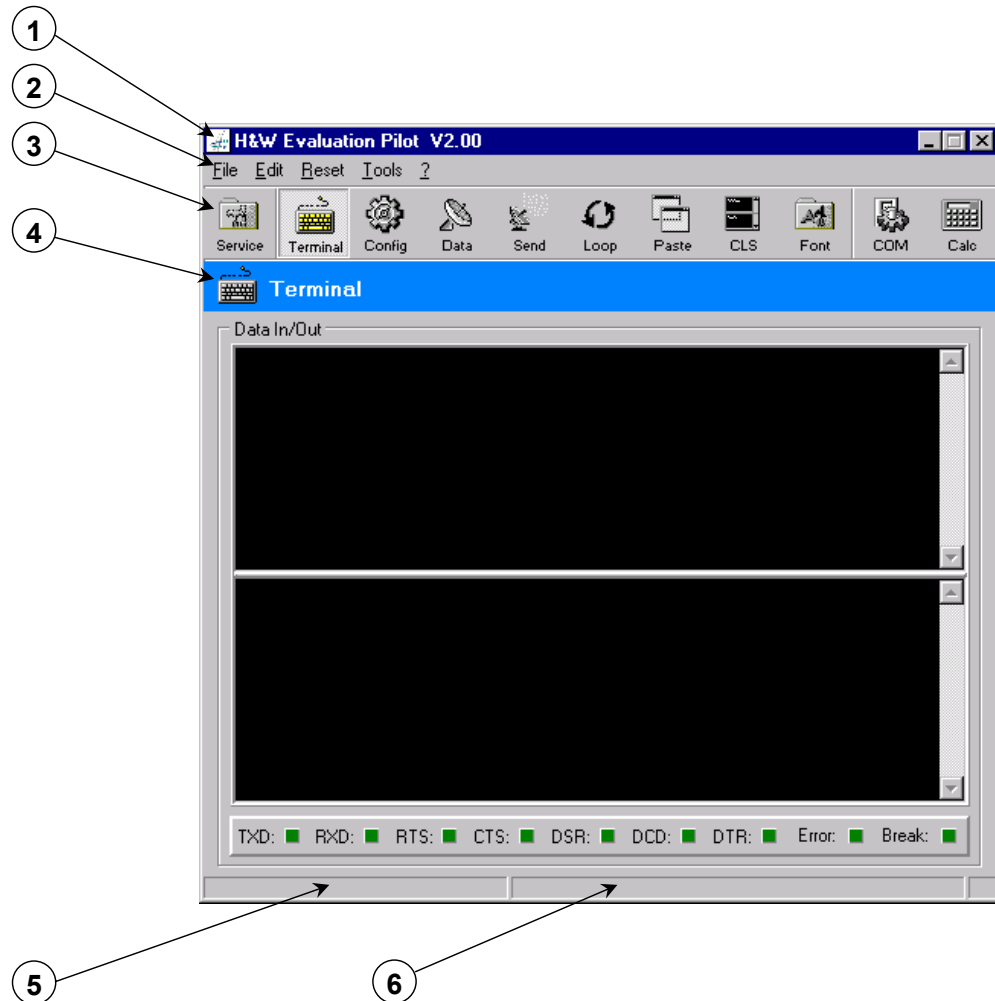 1
2
3
4
H&W Evaluation Pilot V2.00
File Edit Reset Tools ?
Service Terminal Config Data Send Loop Paste CLS Font COM Calc
Terminal
Data In/Out
TXD: RXD: RTS: CTS: DSR: DCD: DTR: Error: Break:
5
6